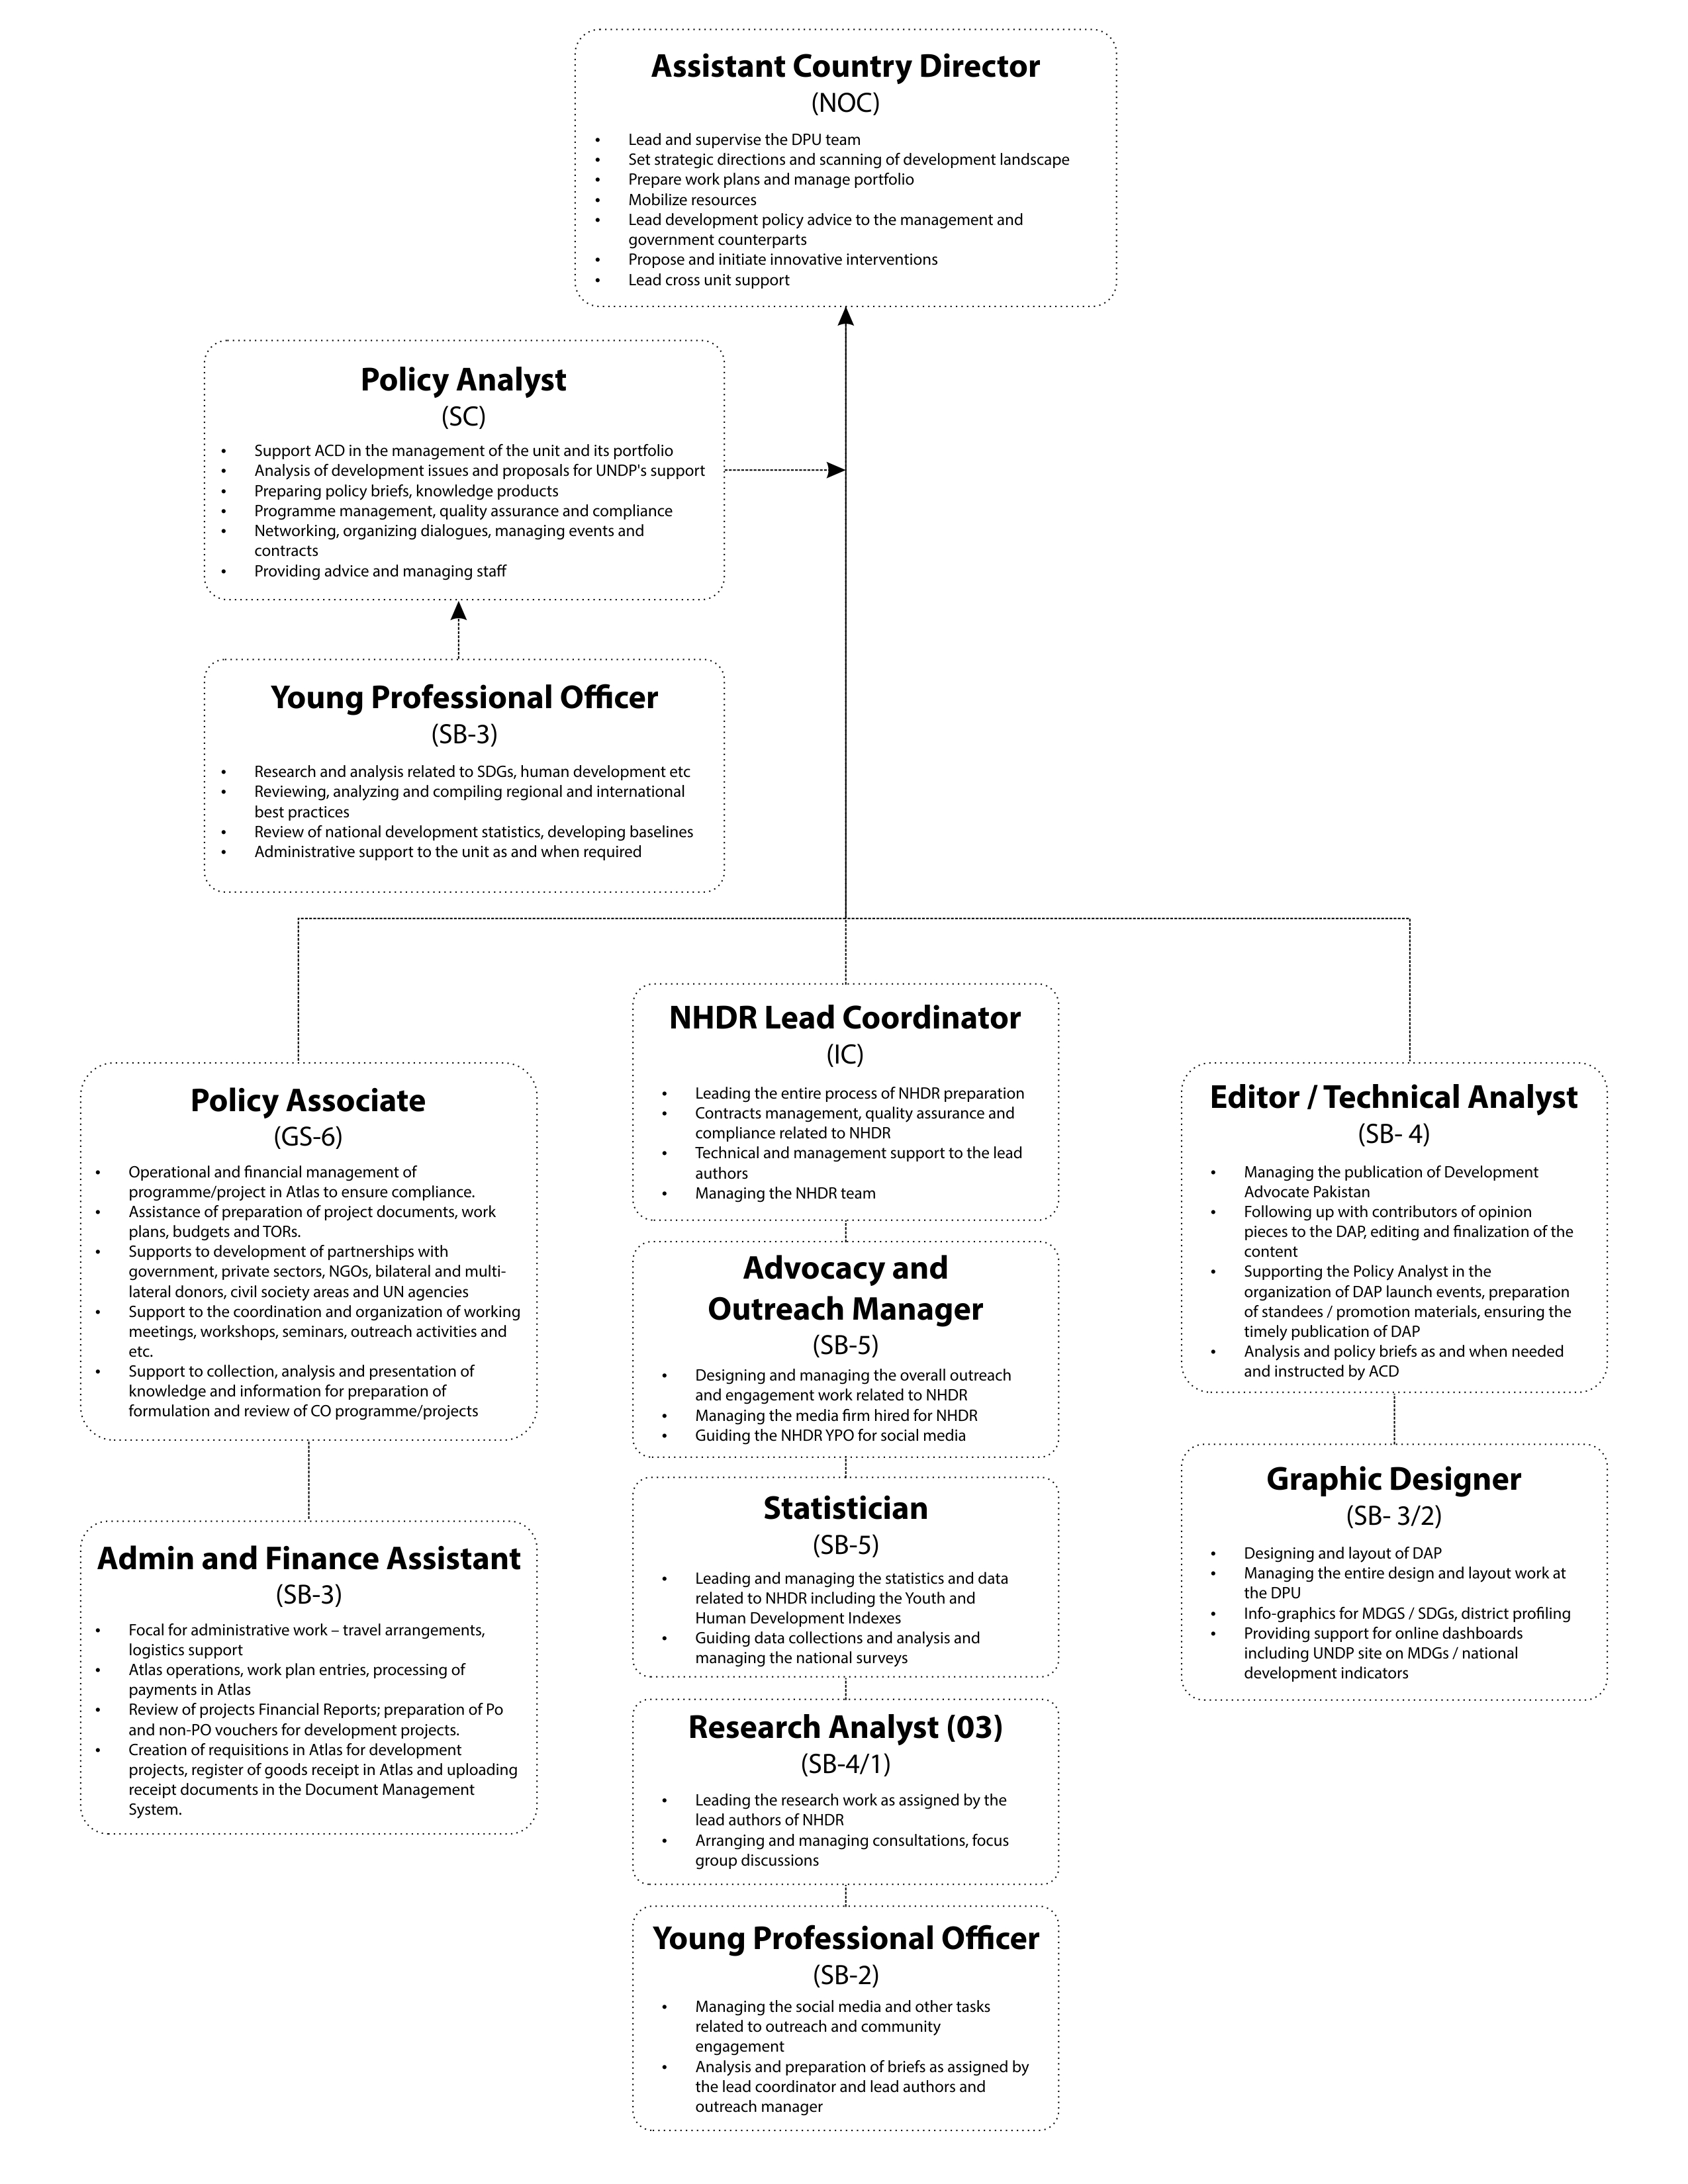 Assistant Country Director
(NOC)
• Lead and supervise the DPU team
• Set strategic directions and scanning of development landscape
• Prepare work plans and manage portfolio
• Mobilize resources
• Lead development policy advice to the management and
government counterparts
• Propose and initiate innovative interventions
• Lead cross unit support
Policy Analyst
(SC)
• Support ACD in the management of the unit and its portfolio
• Analysis of development issues and proposals for UNDP's support
• Preparing policy briefs, knowledge products
• Programme management, quality assurance and compliance
• Networking, organizing dialogues, managing events and
contracts
• Providing advice and managing staff
Young Professional Officer
(SB-3)
• Research and analysis related to SDGs, human development etc
• Reviewing, analyzing and compiling regional and international
best practices
• Review of national development statistics, developing baselines
• Administrative support to the unit as and when required
Policy Associate
(GS-6)
• Operational and financial management of
programme/project in Atlas to ensure compliance.
• Assistance of preparation of project documents, work
plans, budgets and TORs.
• Supports to development of partnerships with
government, private sectors, NGOs, bilateral and multi-
lateral donors, civil society areas and UN agencies
• Support to the coordination and organization of working
meetings, workshops, seminars, outreach activities and
etc.
• Support to collection, analysis and presentation of
knowledge and information for preparation of
formulation and review of CO programme/projects
Admin and Finance Assistant
(SB-3)
• Focal for administrative work – travel arrangements,
logistics support
• Atlas operations, work plan entries, processing of
payments in Atlas
• Review of projects Financial Reports; preparation of Po
and non-PO vouchers for development projects.
• Creation of requisitions in Atlas for development
projects, register of goods receipt in Atlas and uploading
receipt documents in the Document Management
System.
NHDR Lead Coordinator
(IC)
• Leading the entire process of NHDR preparation
• Contracts management, quality assurance and
compliance related to NHDR
• Technical and management support to the lead
authors
• Managing the NHDR team
Advocacy and
Outreach Manager
(SB-5)
• Designing and managing the overall outreach
and engagement work related to NHDR
• Managing the media firm hired for NHDR
• Guiding the NHDR YPO for social media
Statistician
(SB-5)
• Leading and managing the statistics and data
related to NHDR including the Youth and
Human Development Indexes
• Guiding data collections and analysis and
managing the national surveys
Research Analyst (03)
(SB-4/1)
• Leading the research work as assigned by the
lead authors of NHDR
• Arranging and managing consultations, focus
group discussions
Young Professional Officer
(SB-2)
• Managing the social media and other tasks
related to outreach and community
engagement
• Analysis and preparation of briefs as assigned by
the lead coordinator and lead authors and
outreach manager
Editor / Technical Analyst
(SB- 4)
• Managing the publication of Development
Advocate Pakistan
• Following up with contributors of opinion
pieces to the DAP, editing and finalization of the
content
• Supporting the Policy Analyst in the
organization of DAP launch events, preparation
of standees / promotion materials, ensuring the
timely publication of DAP
• Analysis and policy briefs as and when needed
and instructed by ACD
Graphic Designer
(SB- 3/2)
• Designing and layout of DAP
• Managing the entire design and layout work at
the DPU
• Info-graphics for MDGS / SDGs, district profiling
• Providing support for online dashboards
including UNDP site on MDGs / national
development indicators